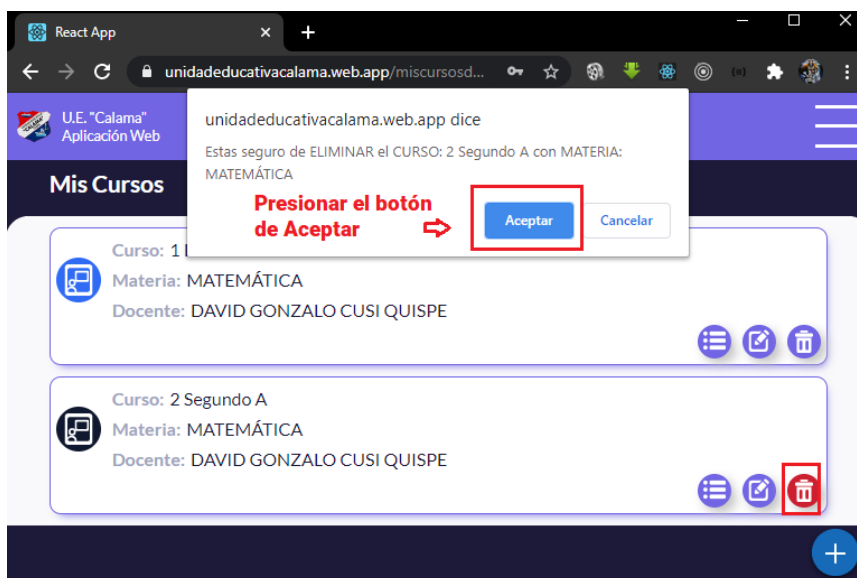 React App
unidadeducativacalama.web.app/miscursosd...
U.E. "Calama"
Aplicación Web
unidadeducativacalama.web.app dice
Estas seguro de ELIMINAR el CURSO: 2 Segundo A con MATERIA:
MATEMÁTICA
Presionar el botón
de Aceptar
Aceptar
Cancelar
Mis Cursos
Curso: 1
Materia: MATEMÁTICA
Docente: DAVID GONZALO CUSI QUISPE
Curso: 2 Segundo A
Materia: MATEMÁTICA
Docente: DAVID GONZALO CUSI QUISPE